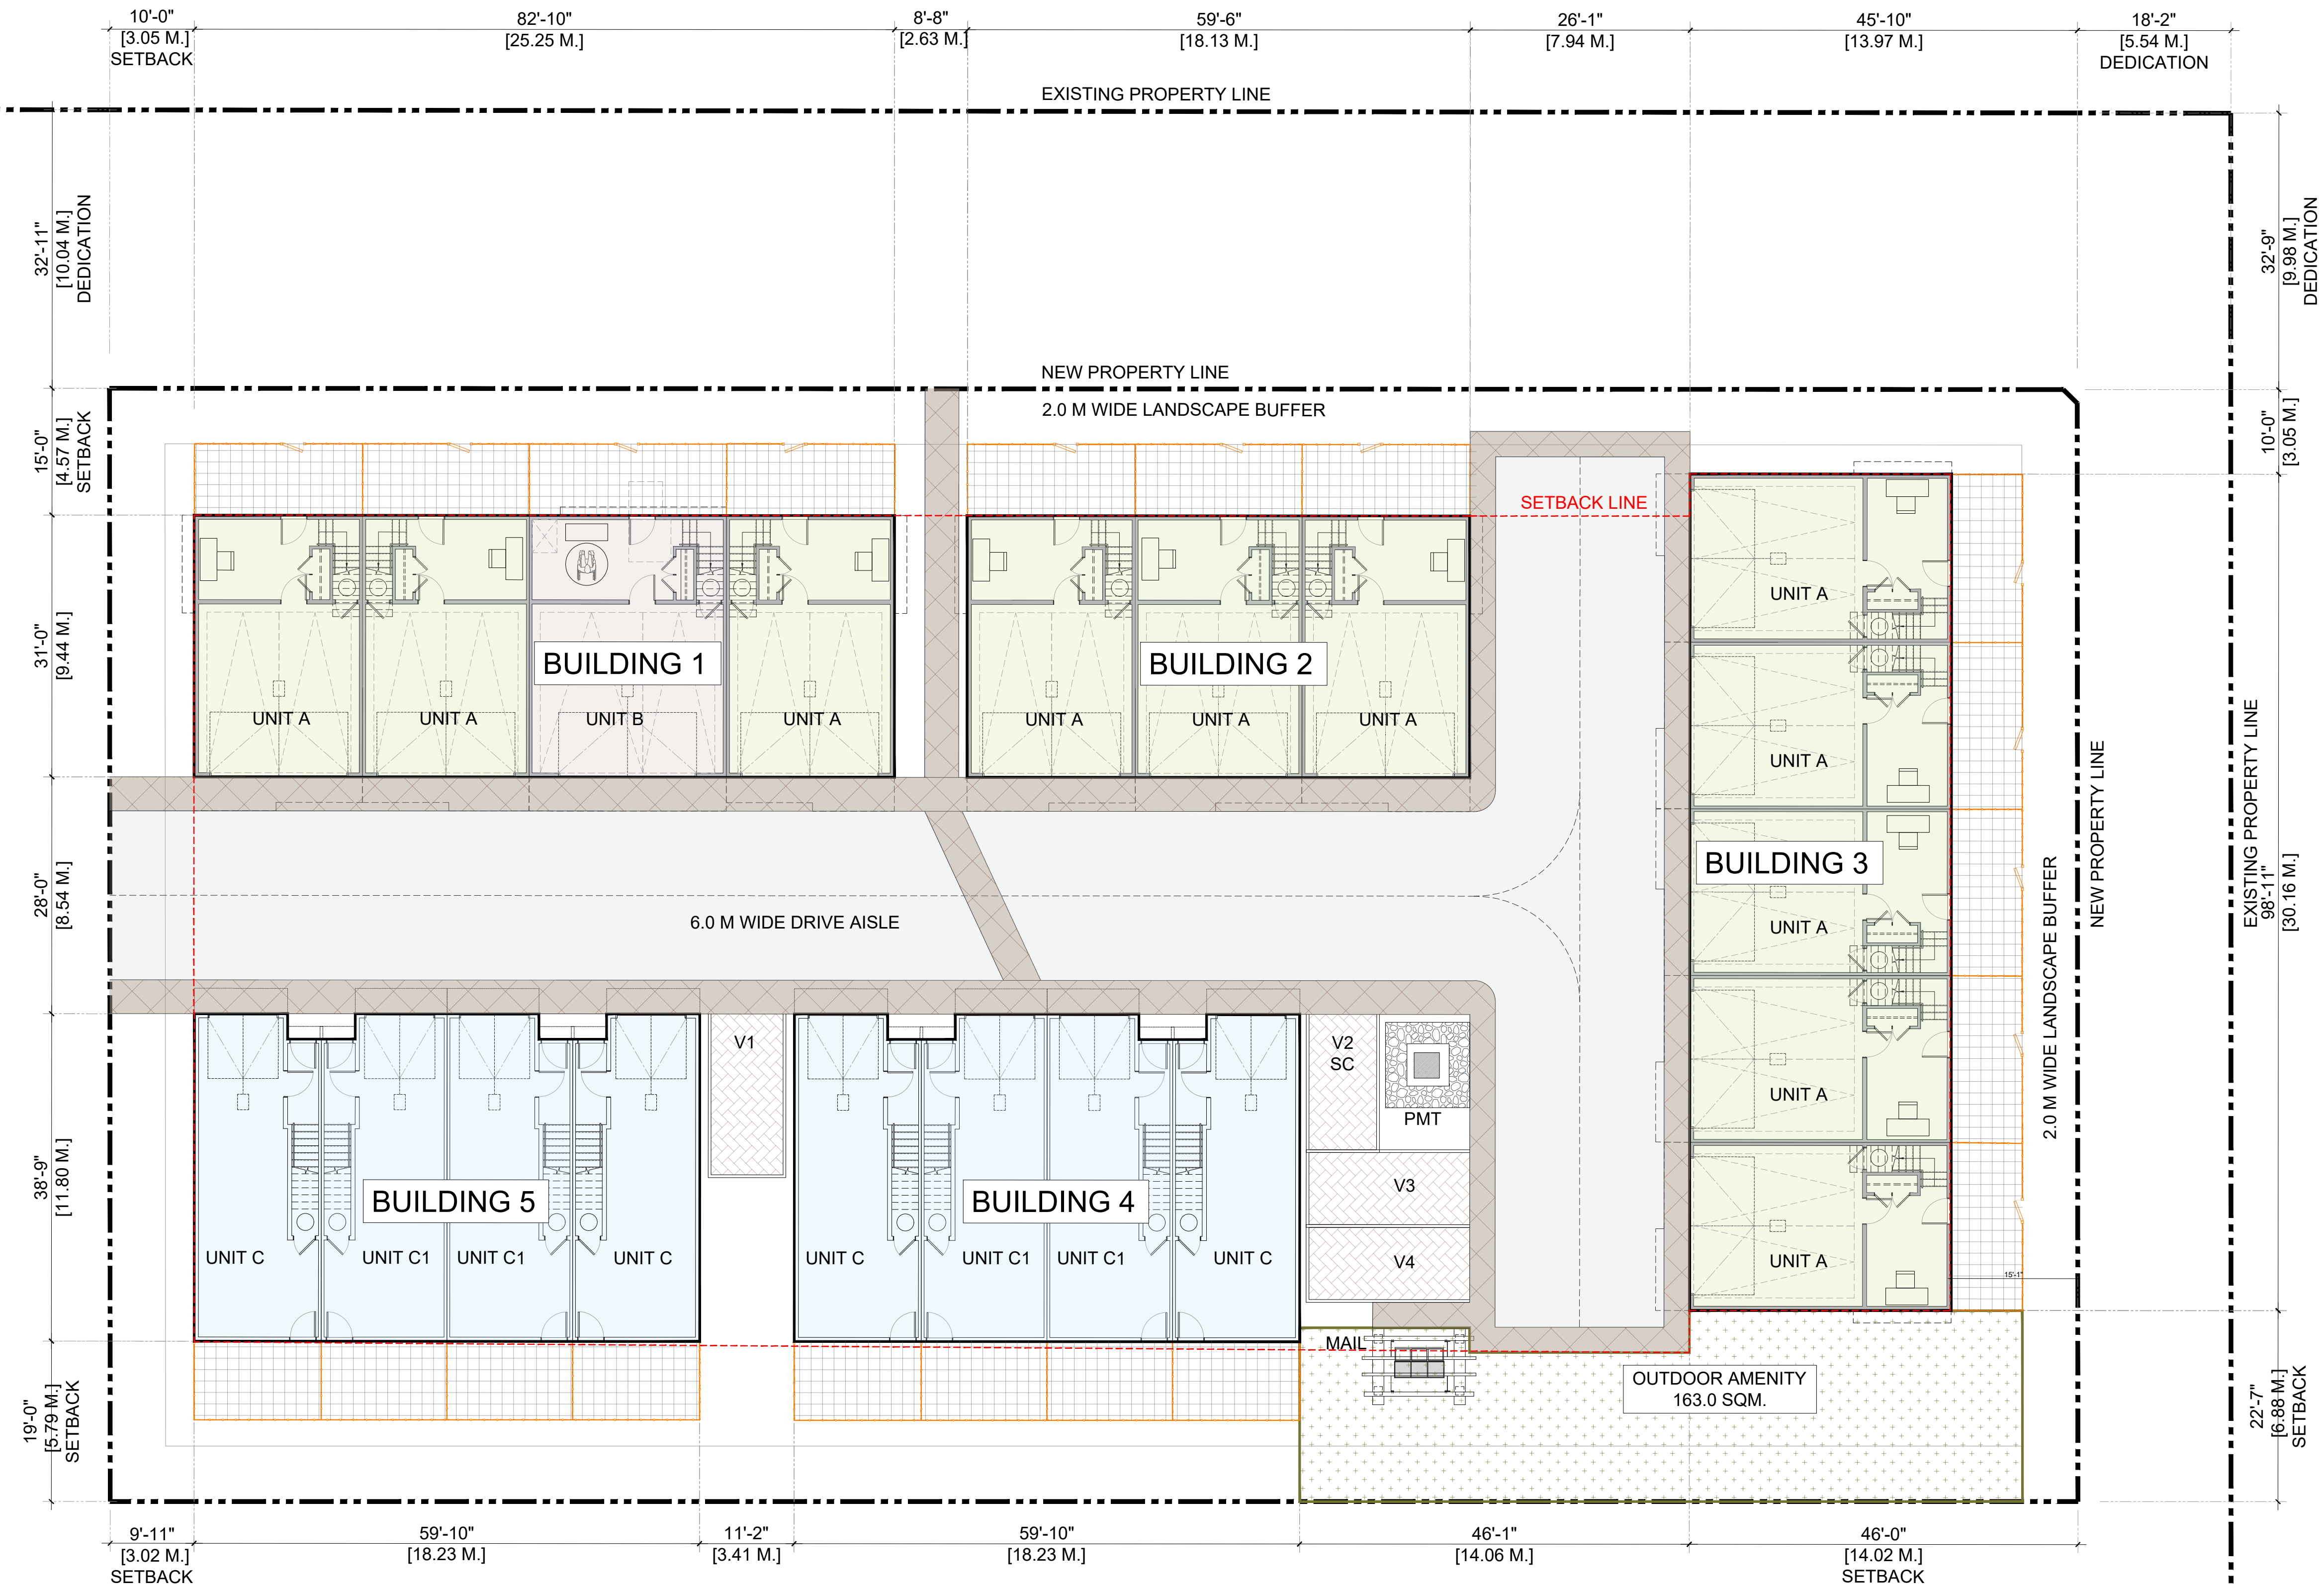 10'-0"
[3.05 M.]
SETBACK
82'-10"
[25.25 M.]
8'-8"
[2.63 M.]
59'-6"
[18.13 M.]
26'-1"
[7.94 M.]
45'-10"
[13.97 M.]
18'-2"
[5.54 M.]
DEDICATION
EXISTING PROPERTY LINE
32'-11"
[10.04 M.]
DEDICATION
32'-9"
[9.98 M.]
DEDICATION
NEW PROPERTY LINE
2.0 M WIDE LANDSCAPE BUFFER
15'-0"
[4.57 M.]
SETBACK
10'-0"
[3.05 M.]
SETBACK LINE
31'-0"
[9.44 M.]
BUILDING 1
UNIT A
UNIT A
UNIT B
UNIT A
BUILDING 2
UNIT A
UNIT A
UNIT A
BUILDING 3
UNIT A
UNIT A
UNIT A
UNIT A
UNIT A
NEW PROPERTY LINE
2.0 M WIDE LANDSCAPE BUFFER
EXISTING PROPERTY LINE
98'-11"
[30.16 M.]
28'-0"
[8.54 M.]
6.0 M WIDE DRIVE AISLE
38'-9"
[11.80 M.]
BUILDING 5
UNIT C
UNIT C1
UNIT C1
UNIT C
V1
BUILDING 4
UNIT C
UNIT C1
UNIT C1
UNIT C
V2
SC
PMT
V3
V4
15'-1"
MAIL
OUTDOOR AMENITY
163.0 SQM.
19'-0"
[5.79 M.]
SETBACK
22'-7"
[6.88 M.]
SETBACK
9'-11"
[3.02 M.]
SETBACK
59'-10"
[18.23 M.]
11'-2"
[3.41 M.]
59'-10"
[18.23 M.]
46'-1"
[14.06 M.]
46'-0"
[14.02 M.]
SETBACK